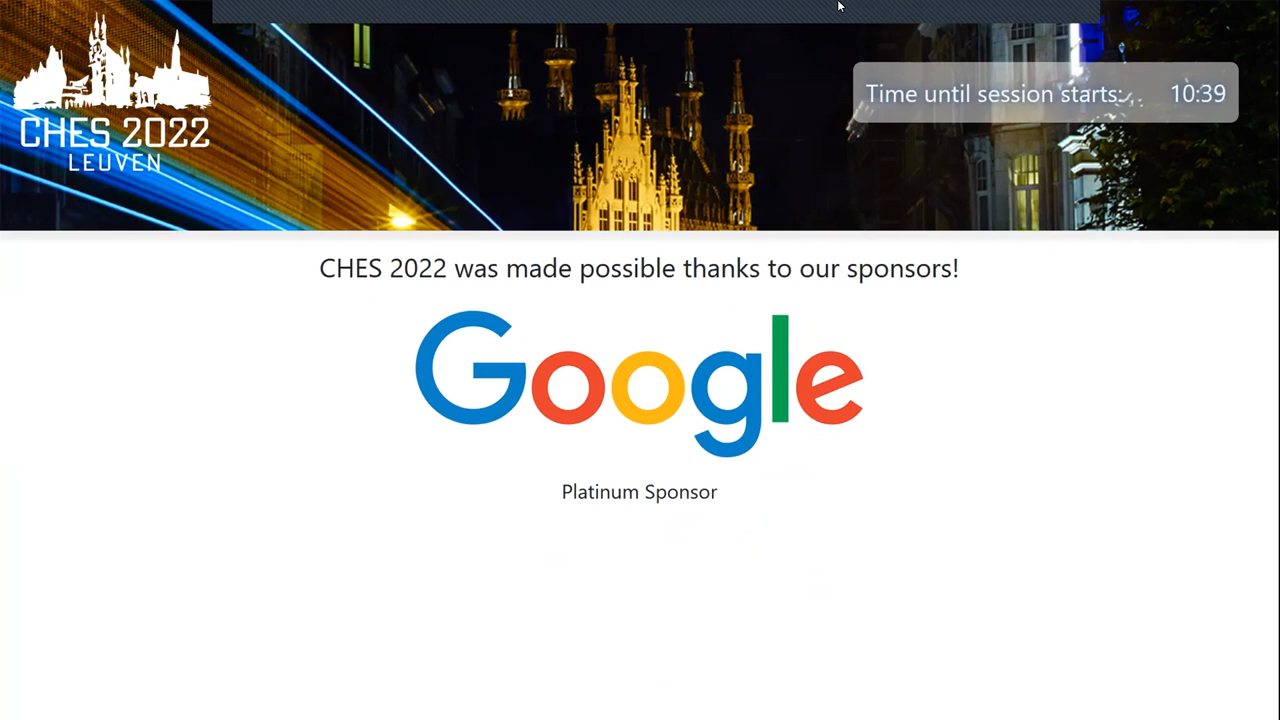 CHES 2022
LEUVEN
Time until session starts: 10:39
CHES 2022 was made possible thanks to our sponsors!
Google
Platinum Sponsor